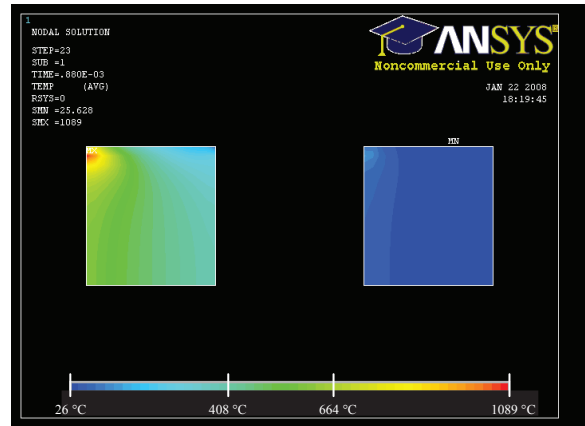 1
NODAL SOLUTION
STEP=23
SUB =1
TIME=.880E-03
TEMP (AVG)
RSYS=0
SMN =25.628
SMX =1089
ANSYS®
Noncommercial Use Only
JAN 22 2008
18:19:45
MN
26 °C
408 °C
664 °C
1089 °C